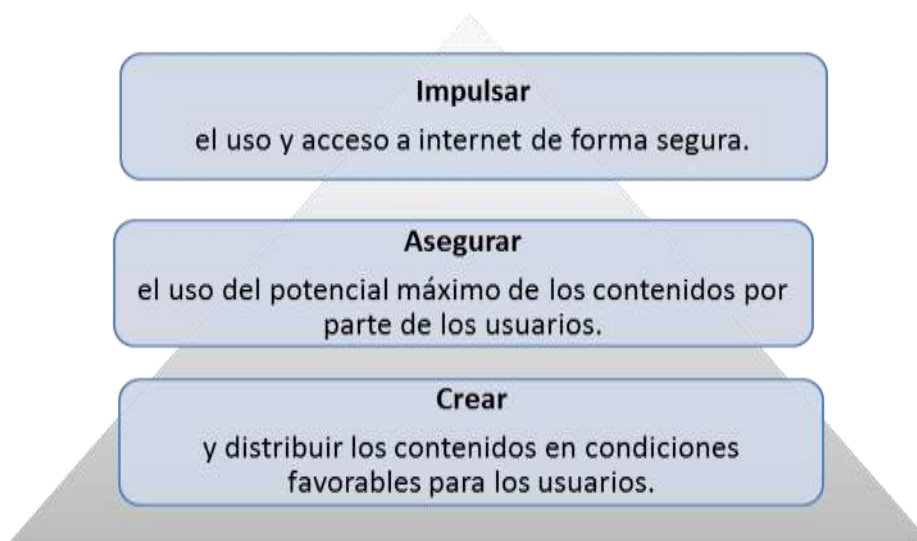 Impulsar
el uso y acceso a internet de forma segura.
Asegurar
el uso del potencial máximo de los contenidos por
parte de los usuarios.
Crear
y distribuir los contenidos en condiciones
favorables para los usuarios.